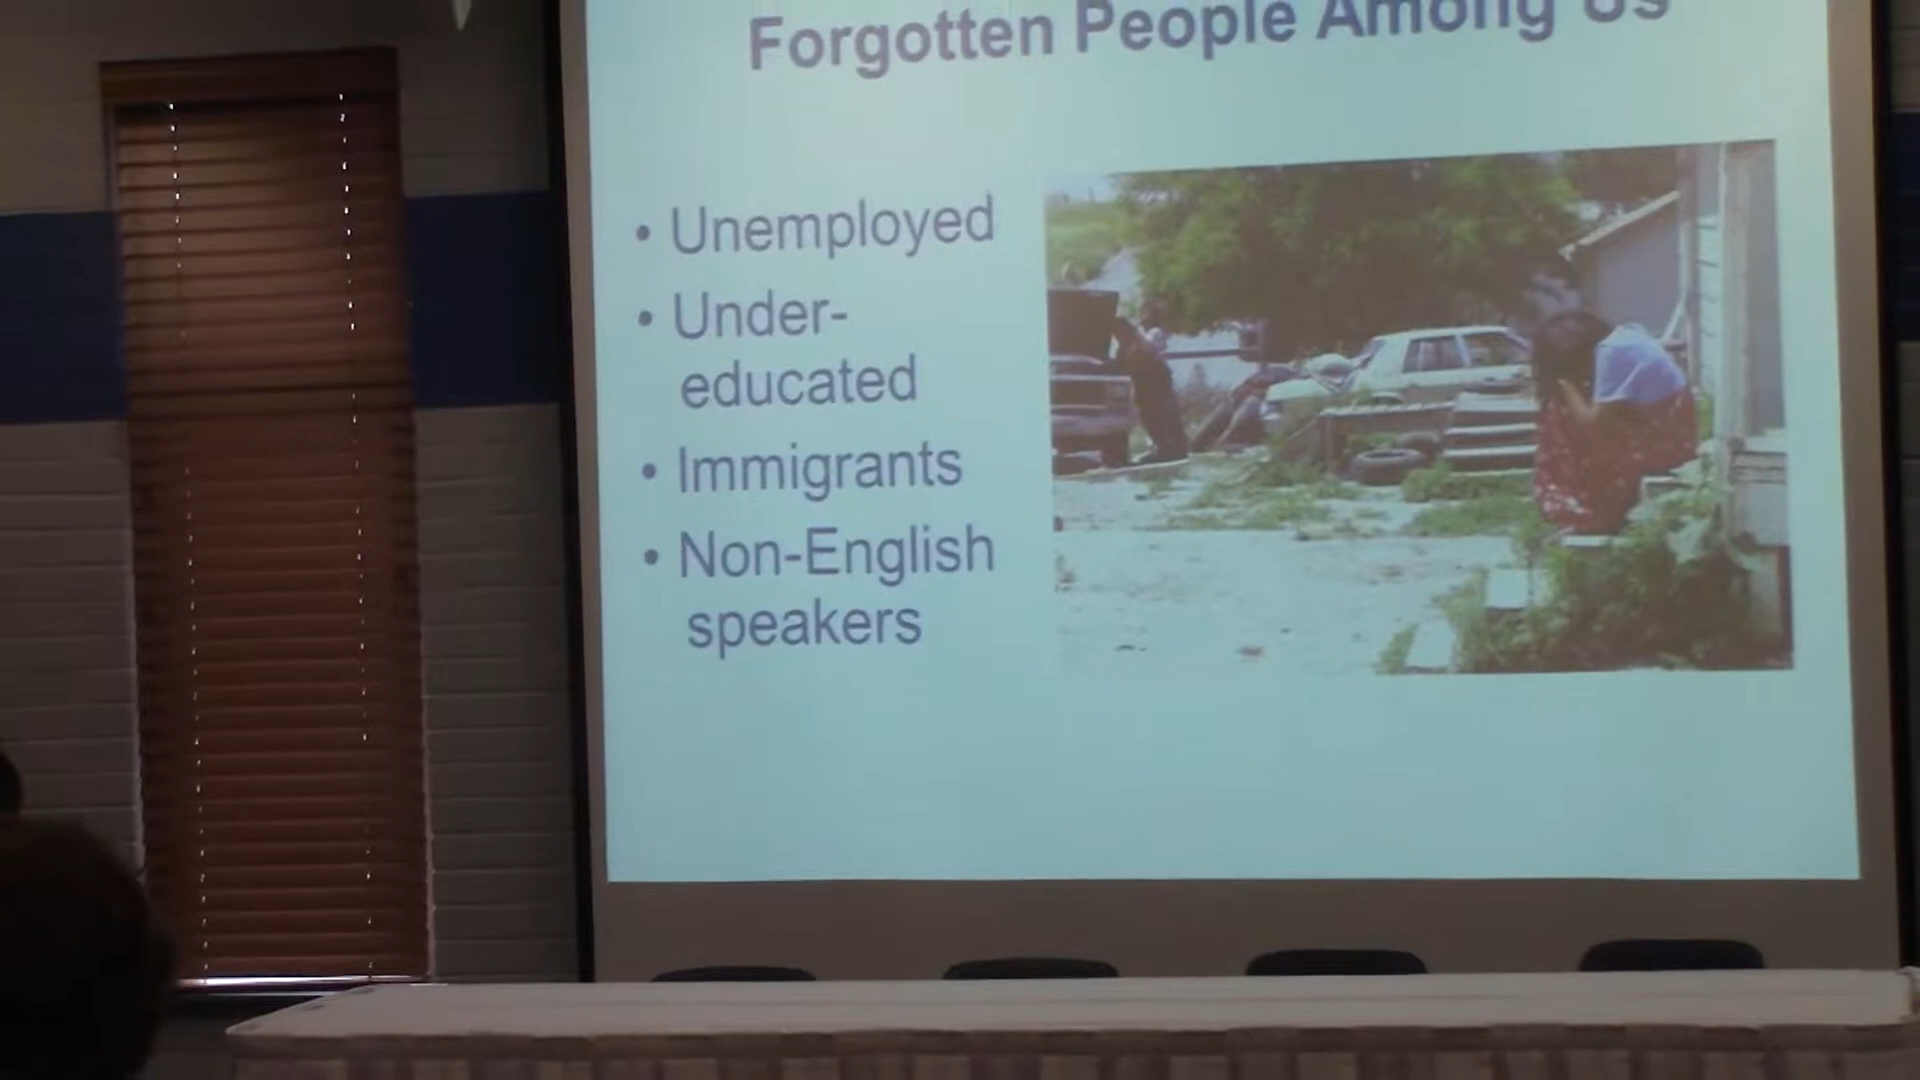 Forgotten People Among Us
• Unemployed
• Under-
educated
• Immigrants
• Non-English
speakers